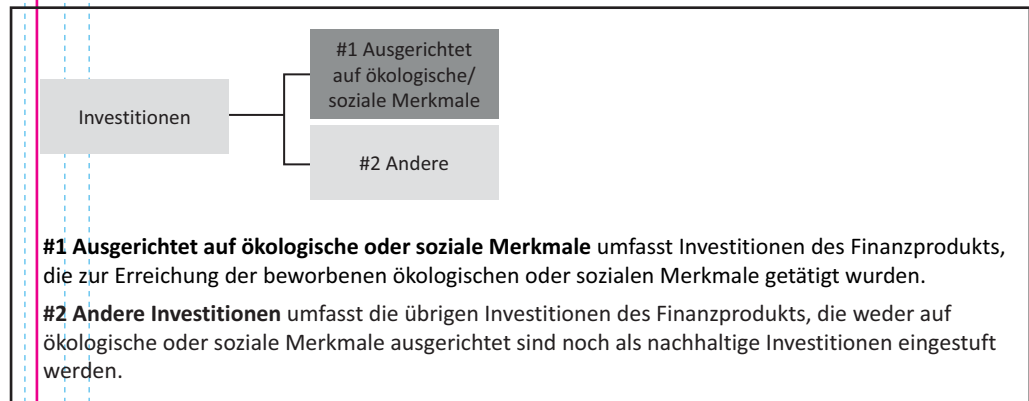 #1 Ausgerichtet
auf ökologische/
soziale Merkmale
Investitionen
#2 Andere
#1 Ausgerichtet auf ökologische oder soziale Merkmale umfasst Investitionen des Finanzprodukts,
die zur Erreichung der beworbenen ökologischen oder sozialen Merkmale getätigt wurden.
#2 Andere Investitionen umfasst die übrigen Investitionen des Finanzprodukts, die weder auf
ökologische oder soziale Merkmale ausgerichtet sind noch als nachhaltige Investitionen eingestuft
werden.